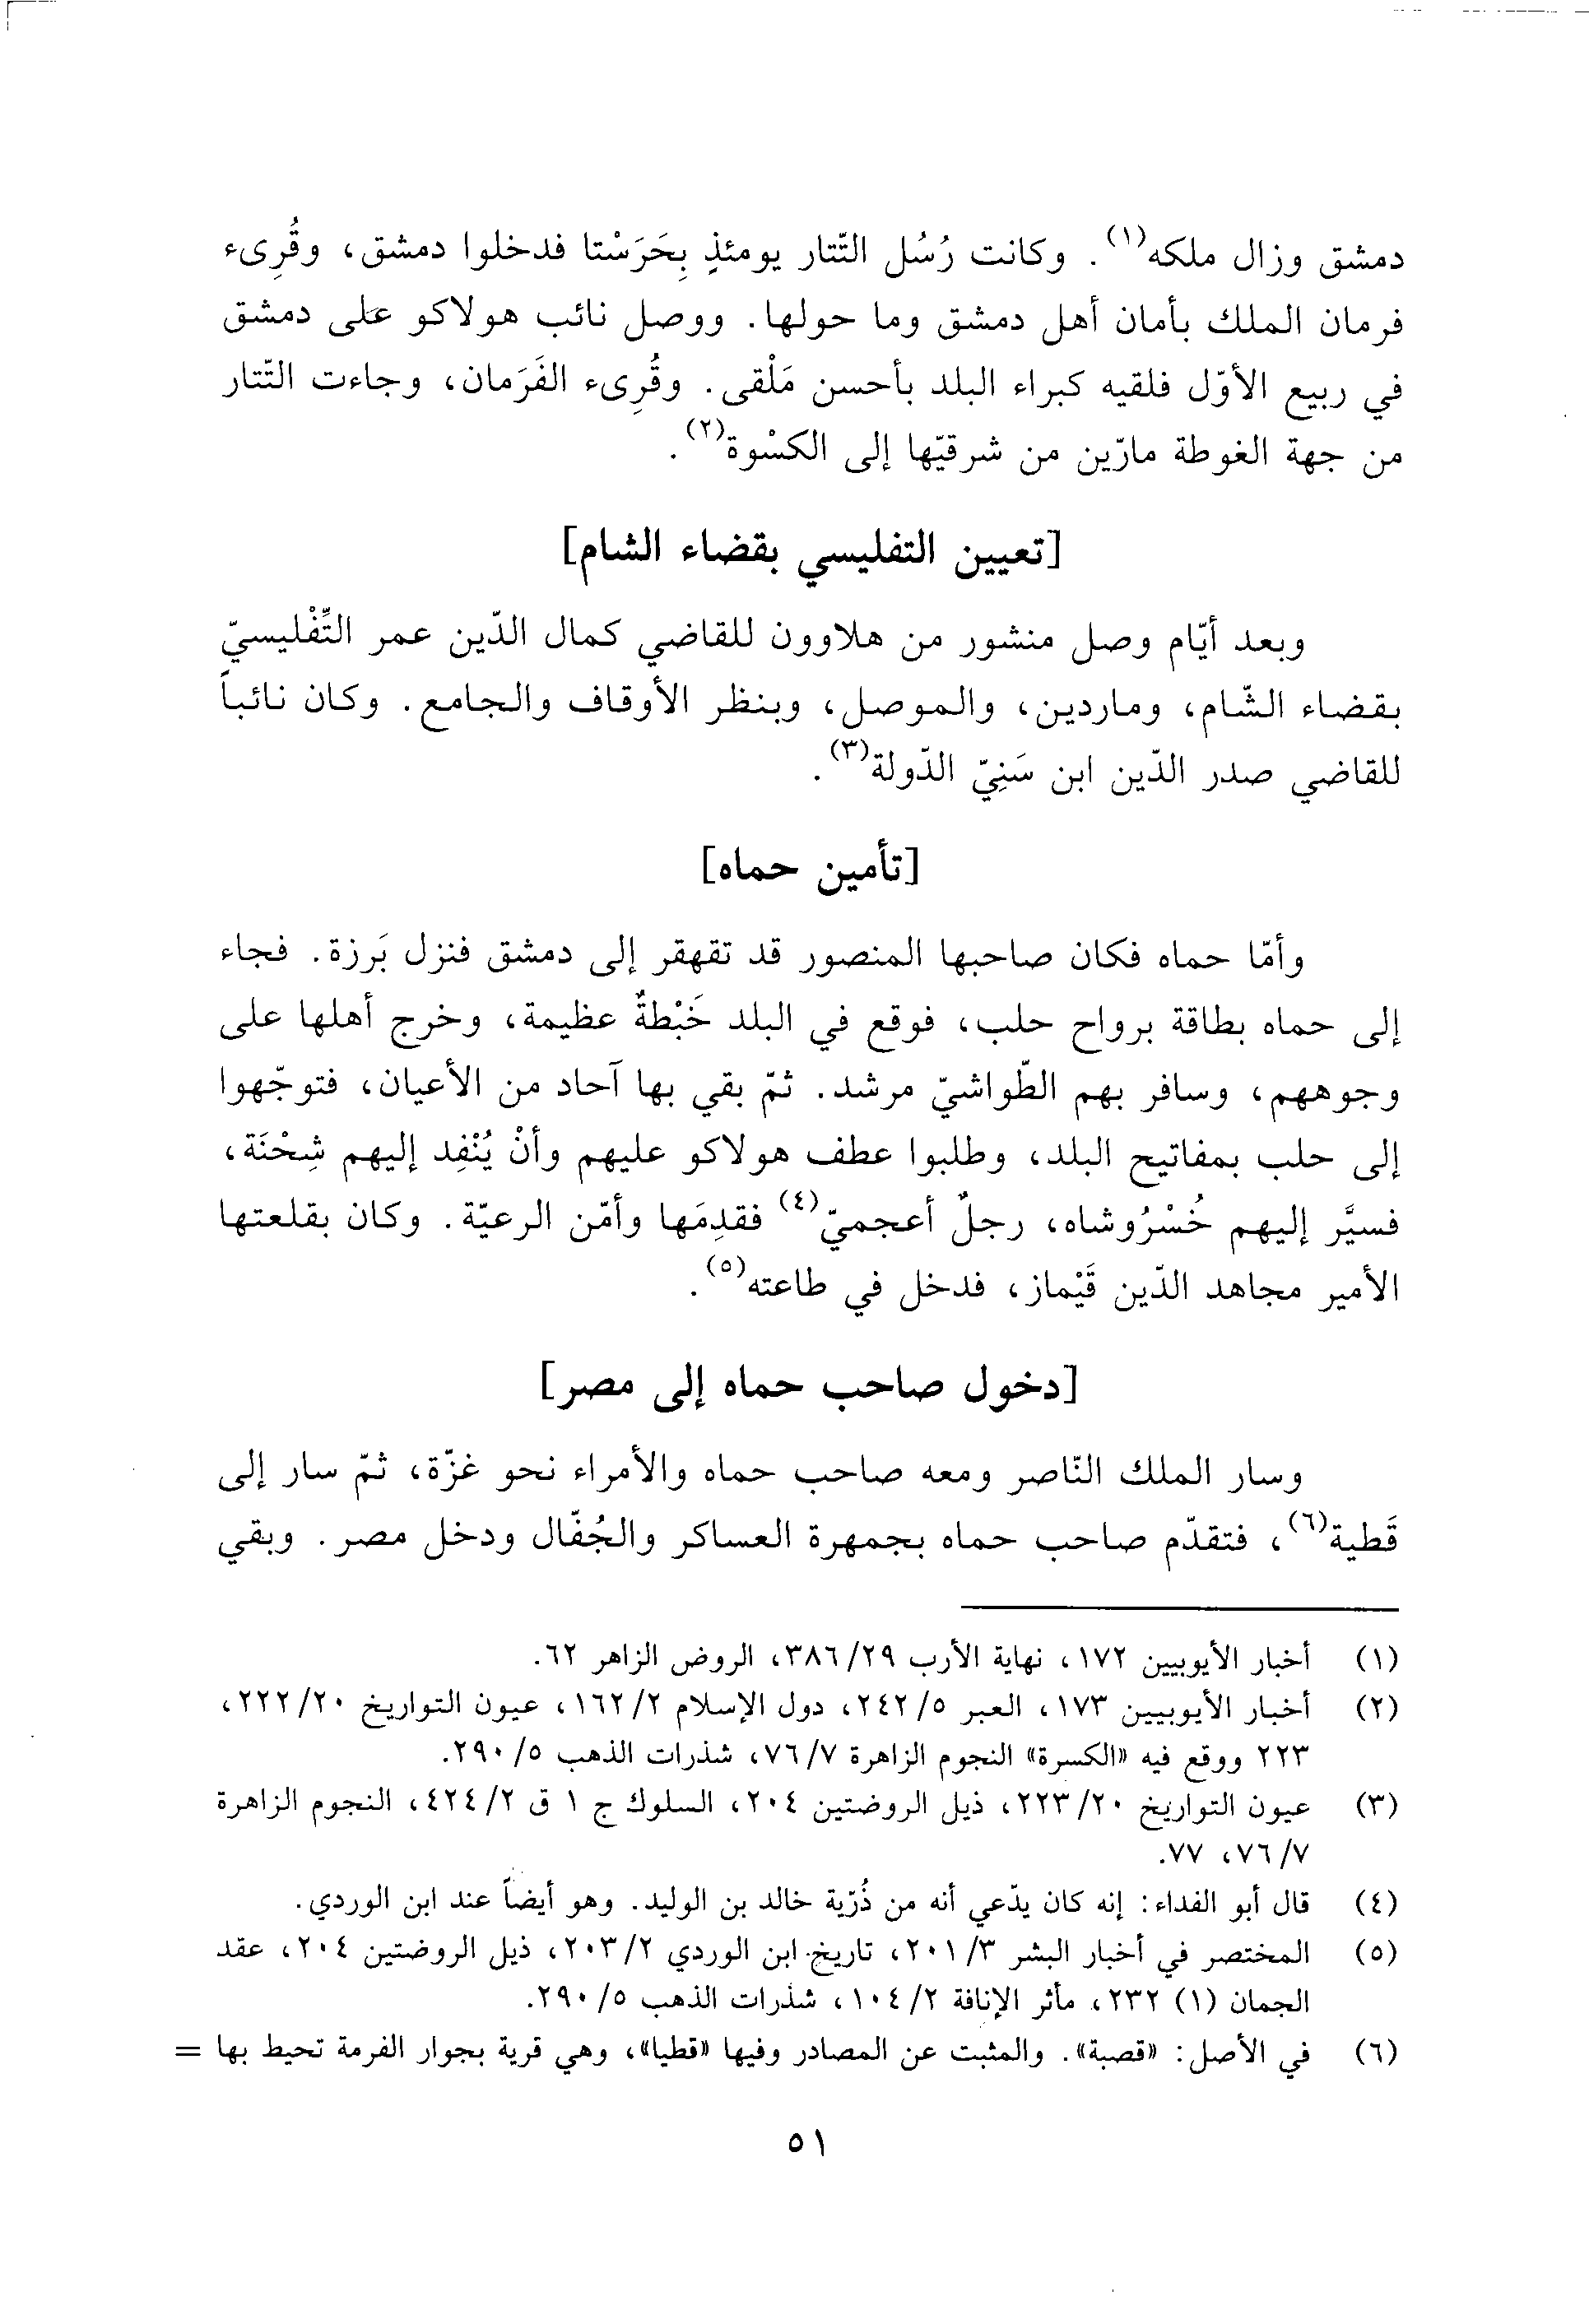 دمشق وزال ملكه(١). وكانت رُسُل التّتار يومئذٍ بِحَرَسْتا فدخلوا دمشق، وقُرِىء
فرمان الملك بأمان أهل دمشق وما حولها. ووصل نائب هولاكو على دمشق
في ربيع الأوّل فلقيه كبراء البلد بأحسن مَلْقى. وقُرِىء الفَرَمان، وجاءت التّتار
من جهة الغوطة مارّين من شرقيّها إلى الكسْوة(٢).
[تعيين التفليسي بقضاء الشام]
وبعد أيّام وصل منشور من هلاوون للقاضي كمال الدّين عمر التِّفْليسيّ
بقضاء الشّام، وماردين، والموصل، وبنظر الأوقاف والجامع. وكان نائباً
للقاضي صدر الدّين ابن سَنِيّ الدّولة(٣).
[تأمين حماه]
وأمّا حماه فكان صاحبها المنصور قد تقهقر إلى دمشق فنزل بَرزة. فجاء
إلى حماه بطاقة برواح حلب، فوقع في البلد خَبْطةٌ عظيمة، وخرج أهلها على
وجوههم، وسافر بهم الطّواشيّ مرشد. ثمّ بقي بها آحاد من الأعيان، فتوجّهوا
إلى حلب بمفاتيح البلد، وطلبوا عطف هولاكو عليهم وأنْ يُنْفِد إليهم شِحْنَة،
فسيَّر إليهم خُسْرُوشاه، رجلٌ أعجميّ(٤) فقدِمَها وأمّن الرعيّة. وكان بقلعتها
الأمير مجاهد الدّين قَيْماز، فدخل في طاعته(٥).
[دخول صاحب حماه إلى مصر]
وسار الملك النّاصر ومعه صاحب حماه والأمراء نحو غزّة، ثمّ سار إلى
قَطية(٦)، فتقدّم صاحب حماه بجمهرة العساكر والجُفّال ودخل مصر. وبقي
(١) أخبار الأيوبيين ١٧٢، نهاية الأرب ٢٩/ ٣٨٦، الروض الزاهر ٦٢.
(٢) أخبار الأيوبيين ١٧٣، العبر ٥/ ٢٤٢، دول الإسلام ٢/ ١٦٢، عيون التواريخ ٢٠/ ٢٢٢،
٢٢٣ ووقع فيه «الكسرة» النجوم الزاهرة ٧/ ٧٦، شذرات الذهب ٥/ ٢٩٠.
(٣) عيون التواريخ ٢٠/ ٢٢٣، ذيل الروضتين ٢٠٤، السلوك ج ١ ق ٢/ ٤٢٤، النجوم الزاهرة
٧/ ٧٦، ٧٧.
(٤) قال أبو الفداء: إنه كان يدّعي أنه من ذُرّية خالد بن الوليد. وهو أيضاً عند ابن الوردي.
(٥) المختصر في أخبار البشر ٣/ ٢٠١، تاريخ ابن الوردي ٢/ ٢٠٣، ذيل الروضتين ٢٠٤، عقد
الجمان (١) ٢٣٢، مآثر الإنافة ٢/ ١٠٤، شذرات الذهب ٥/ ٢٩٠.
(٦) في الأصل: «قصبة». والمثبت عن المصادر وفيها «قطيا»، وهي قرية بجوار الفرمة تحيط بها =
٥١